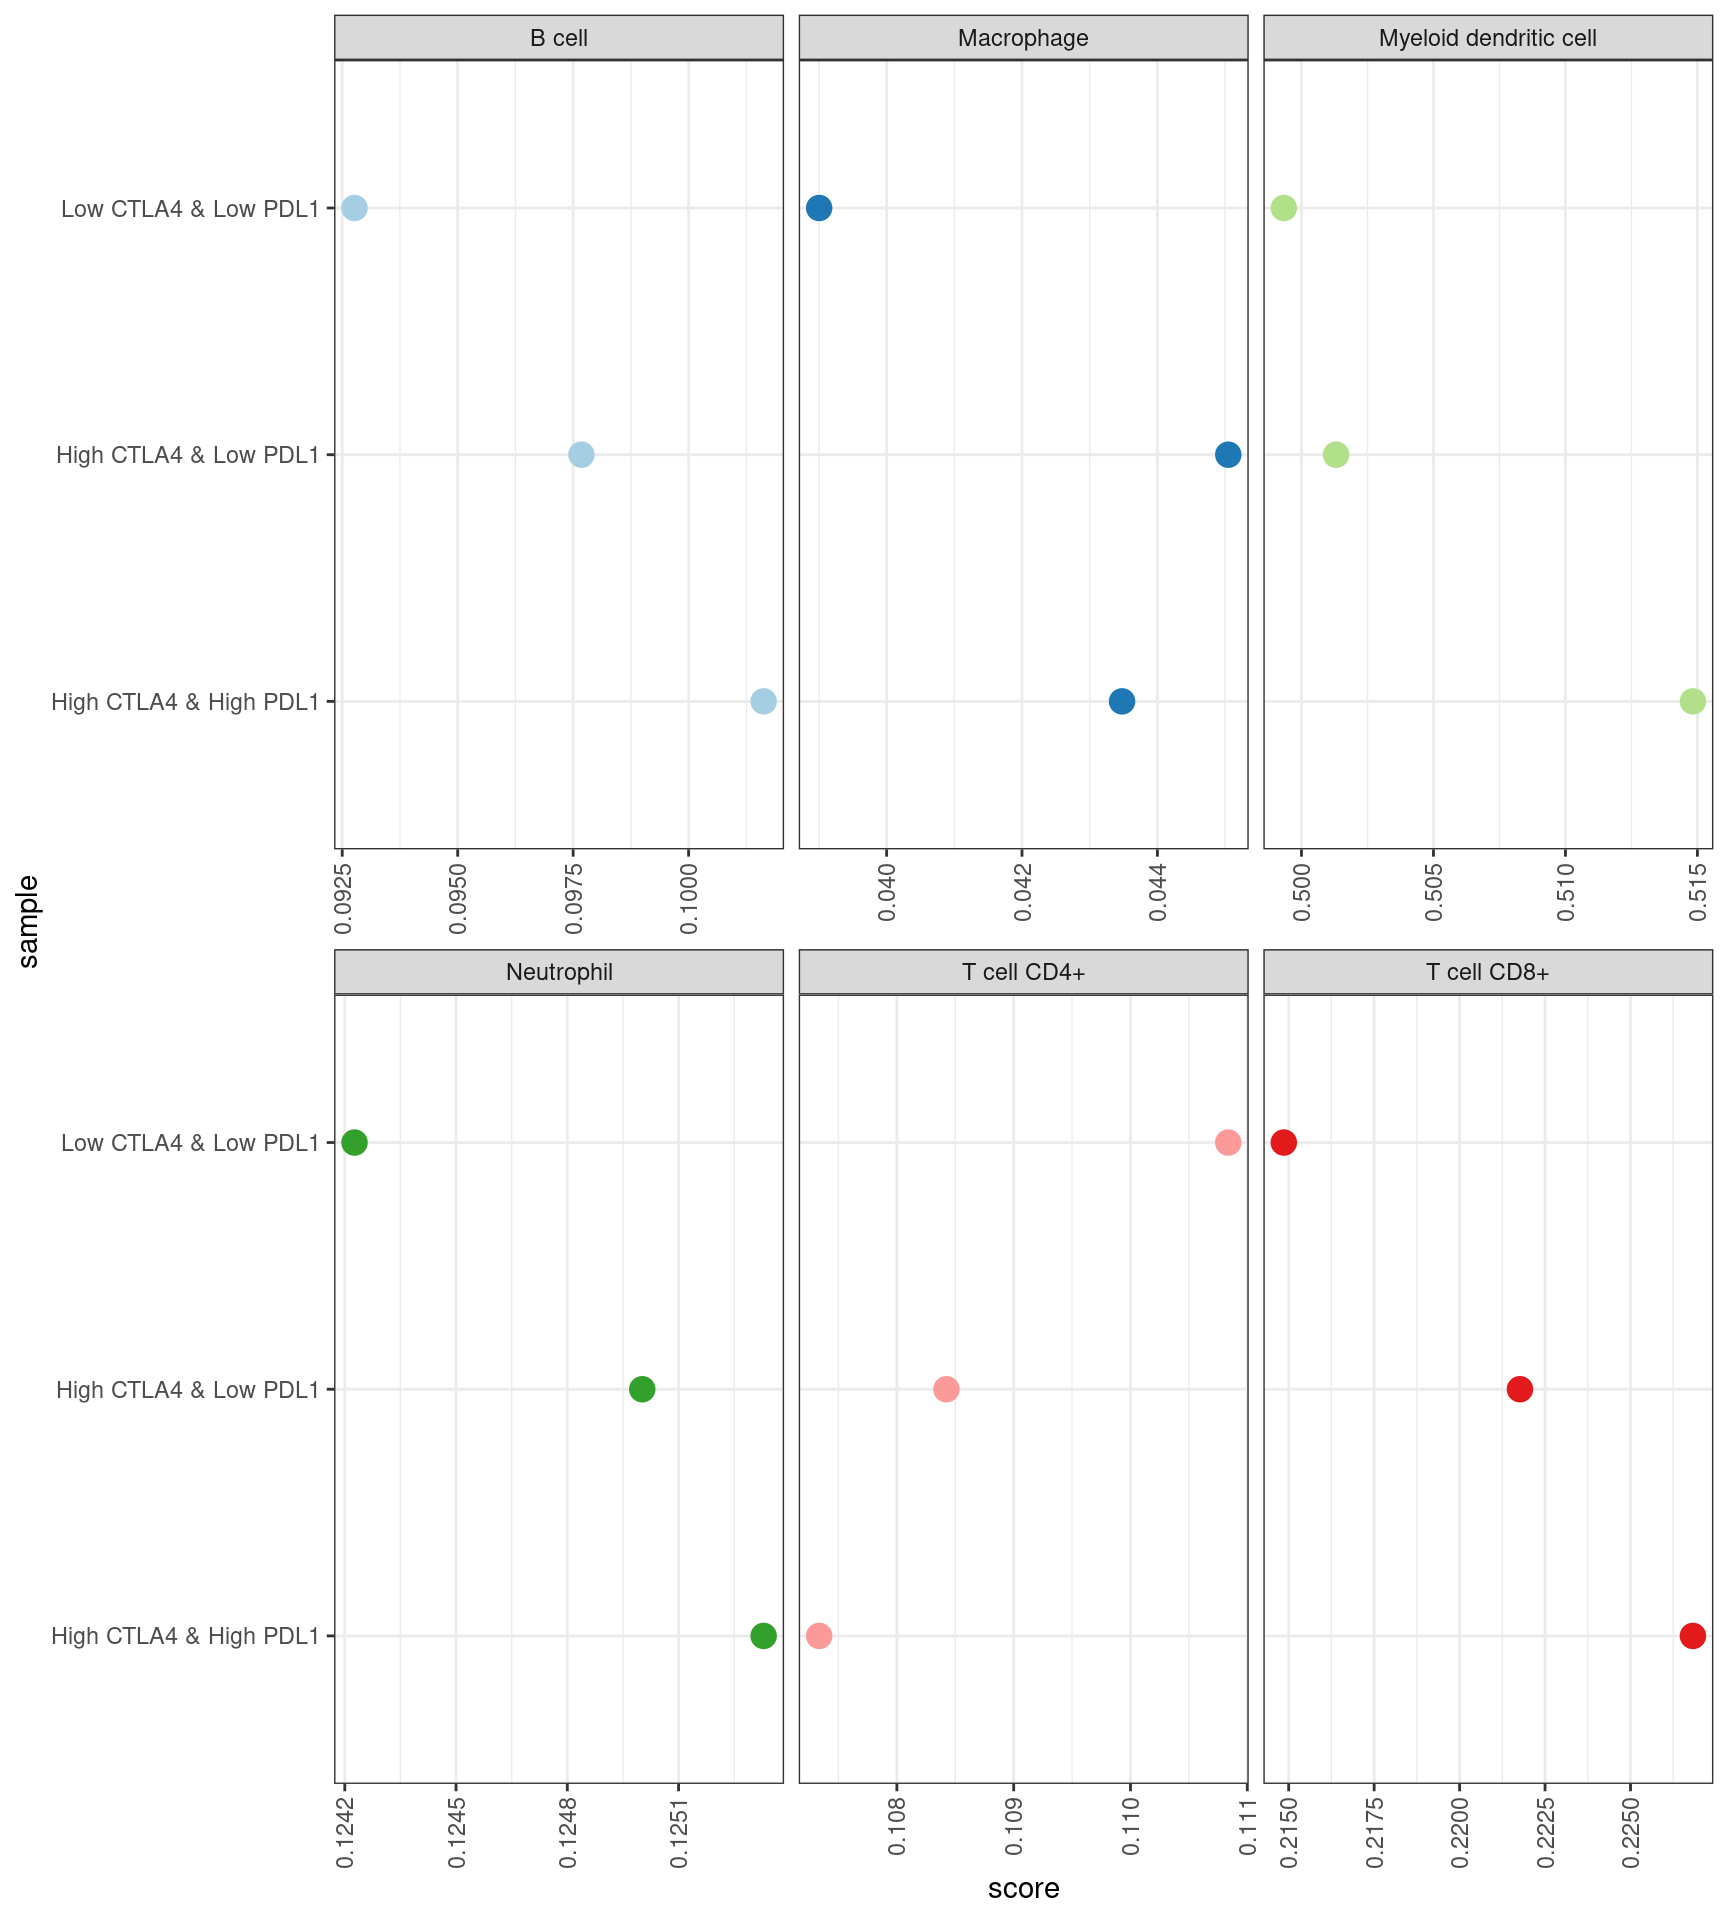 B cell
Macrophage
Myeloid dendritic cell
Low CTLA4 & Low PDL1
High CTLA4 & Low PDL1
High CTLA4 & High PDL1
0.0925
0.0950
0.0975
0.1000
0.040
0.042
0.044
0.500
0.505
0.510
0.515
sample
Neutrophil
T cell CD4+
T cell CD8+
Low CTLA4 & Low PDL1
High CTLA4 & Low PDL1
High CTLA4 & High PDL1
0.1242
0.1245
0.1248
0.1251
0.108
0.109
0.110
0.111
0.2150
0.2175
0.2200
0.2225
0.2250
score